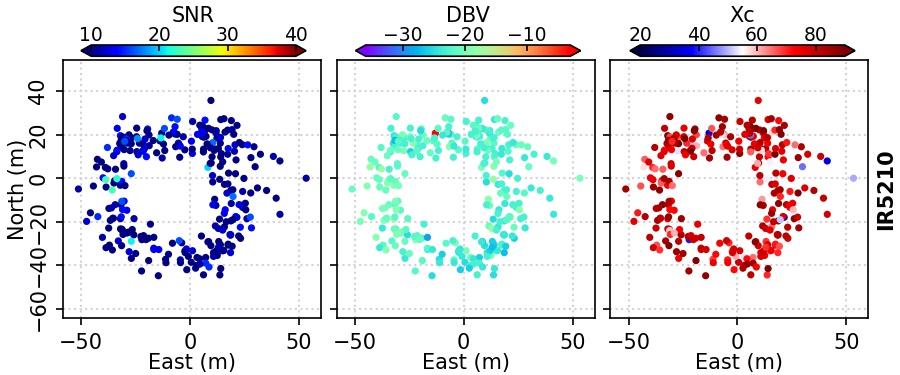 SNR DBV Xc
10 20 30 40 −30 −20 −10 20 40 60 80
North (m)
40
20
0
−20
−40
−60
−50 0 50 −50 0 50 −50 0 50
East (m) East (m) East (m)
IR5210